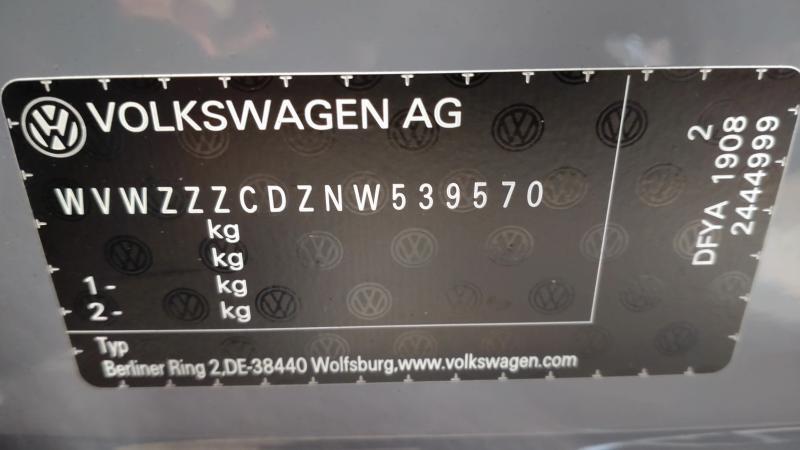 VOLKSWAGEN AG
WVWZZZCDZNW539570
kg
kg
1- kg
2- kg
Typ
Berliner Ring 2,DE-38440 Wolfsburg,www.volkswagen.com
2
DFYA 1908
2444999